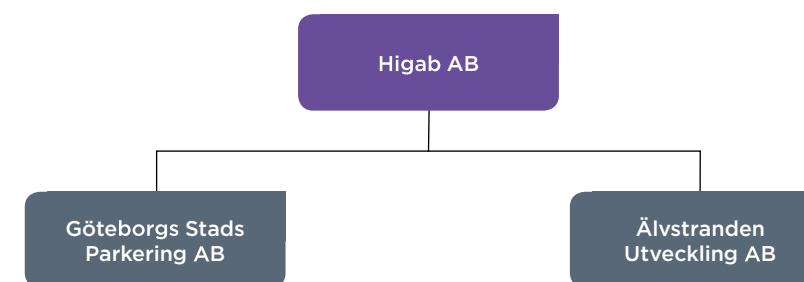 Higab AB
Göteborgs Stads
Parkering AB
Älvstranden
Utveckling AB